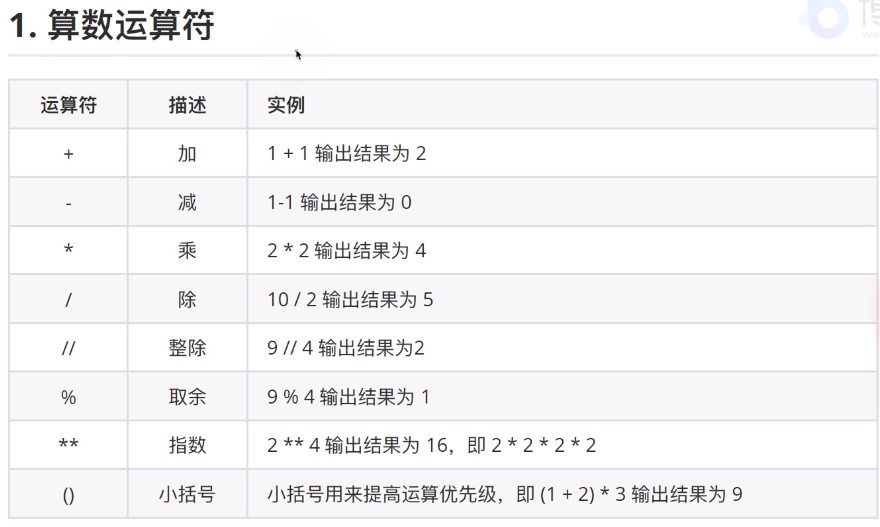 1. 算数运算符
运算符 描述 实例
+ 加 1 + 1 输出结果为 2
- 减 1-1 输出结果为 0
* 乘 2 * 2 输出结果为 4
/ 除 10 / 2 输出结果为 5
// 整除 9 // 4 输出结果为2
% 取余 9 % 4 输出结果为 1
** 指数 2 ** 4 输出结果为 16，即 2 * 2 * 2 * 2
() 小括号 小括号用来提高运算优先级，即 (1 + 2) * 3 输出结果为 9